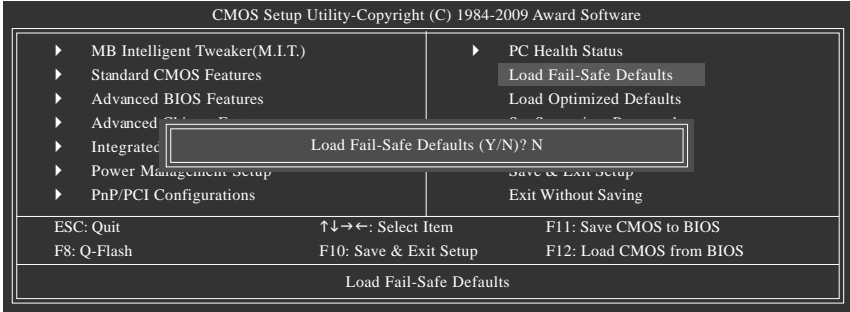 CMOS Setup Utility-Copyright (C) 1984-2009 Award Software
MB Intelligent Tweaker(M.I.T.)
Standard CMOS Features
Advanced BIOS Features
Advanced
Integrated
Power Management Setup
PnP/PCI Configurations
PC Health Status
Load Fail-Safe Defaults
Load Optimized Defaults
Save & Exit Setup
Exit Without Saving
Load Fail-Safe Defaults (Y/N)? N
ESC: Quit ↑↓→←: Select Item F11: Save CMOS to BIOS
F8: Q-Flash F10: Save & Exit Setup F12: Load CMOS from BIOS
Load Fail-Safe Defaults